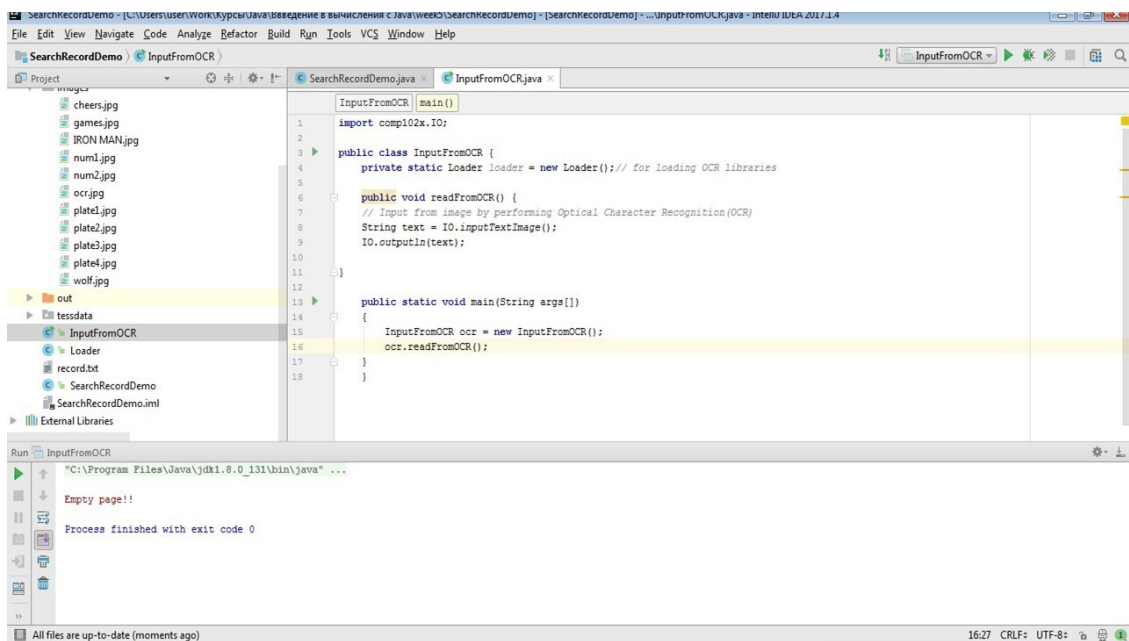 SearchRecordDemo - [C:\Users\user\Work\Курсы\Java\Введение в вычисления с Java\week5\SearchRecordDemo] - [SearchRecordDemo] - ...\InputFromOCR.java - IntelliJ IDEA 2017.1.4
File Edit View Navigate Code Analyze Refactor Build Run Tools VCS Window Help
SearchRecordDemo InputFromOCR
InputFromOCR
Project
SearchRecordDemo.java
InputFromOCR.java
images
cheers.jpg
games.jpg
IRON MAN.jpg
num1.jpg
num2.jpg
ocr.jpg
plate1.jpg
plate2.jpg
plate3.jpg
plate4.jpg
wolf.jpg
out
tessdata
InputFromOCR
Loader
record.txt
SearchRecordDemo
SearchRecordDemo.iml
External Libraries
InputFromOCR main()
1 import comp102x.IO;
2
3 public class InputFromOCR {
4 private static Loader loader = new Loader();// for loading OCR libraries
5
6 public void readFromOCR() {
7 // Input from image by performing Optical Character Recognition(OCR)
8 String text = IO.inputTextImage();
9 IO.outputln(text);
10
11 }
12
13 public static void main(String args[])
14 {
15 InputFromOCR ocr = new InputFromOCR();
16 ocr.readFromOCR();
17 }
18 }
Run InputFromOCR
"C:\Program Files\Java\jdk1.8.0_131\bin\java" ...
Empty page!!
Process finished with exit code 0
All files are up-to-date (moments ago)
16:27 CRLF UTF-8 1